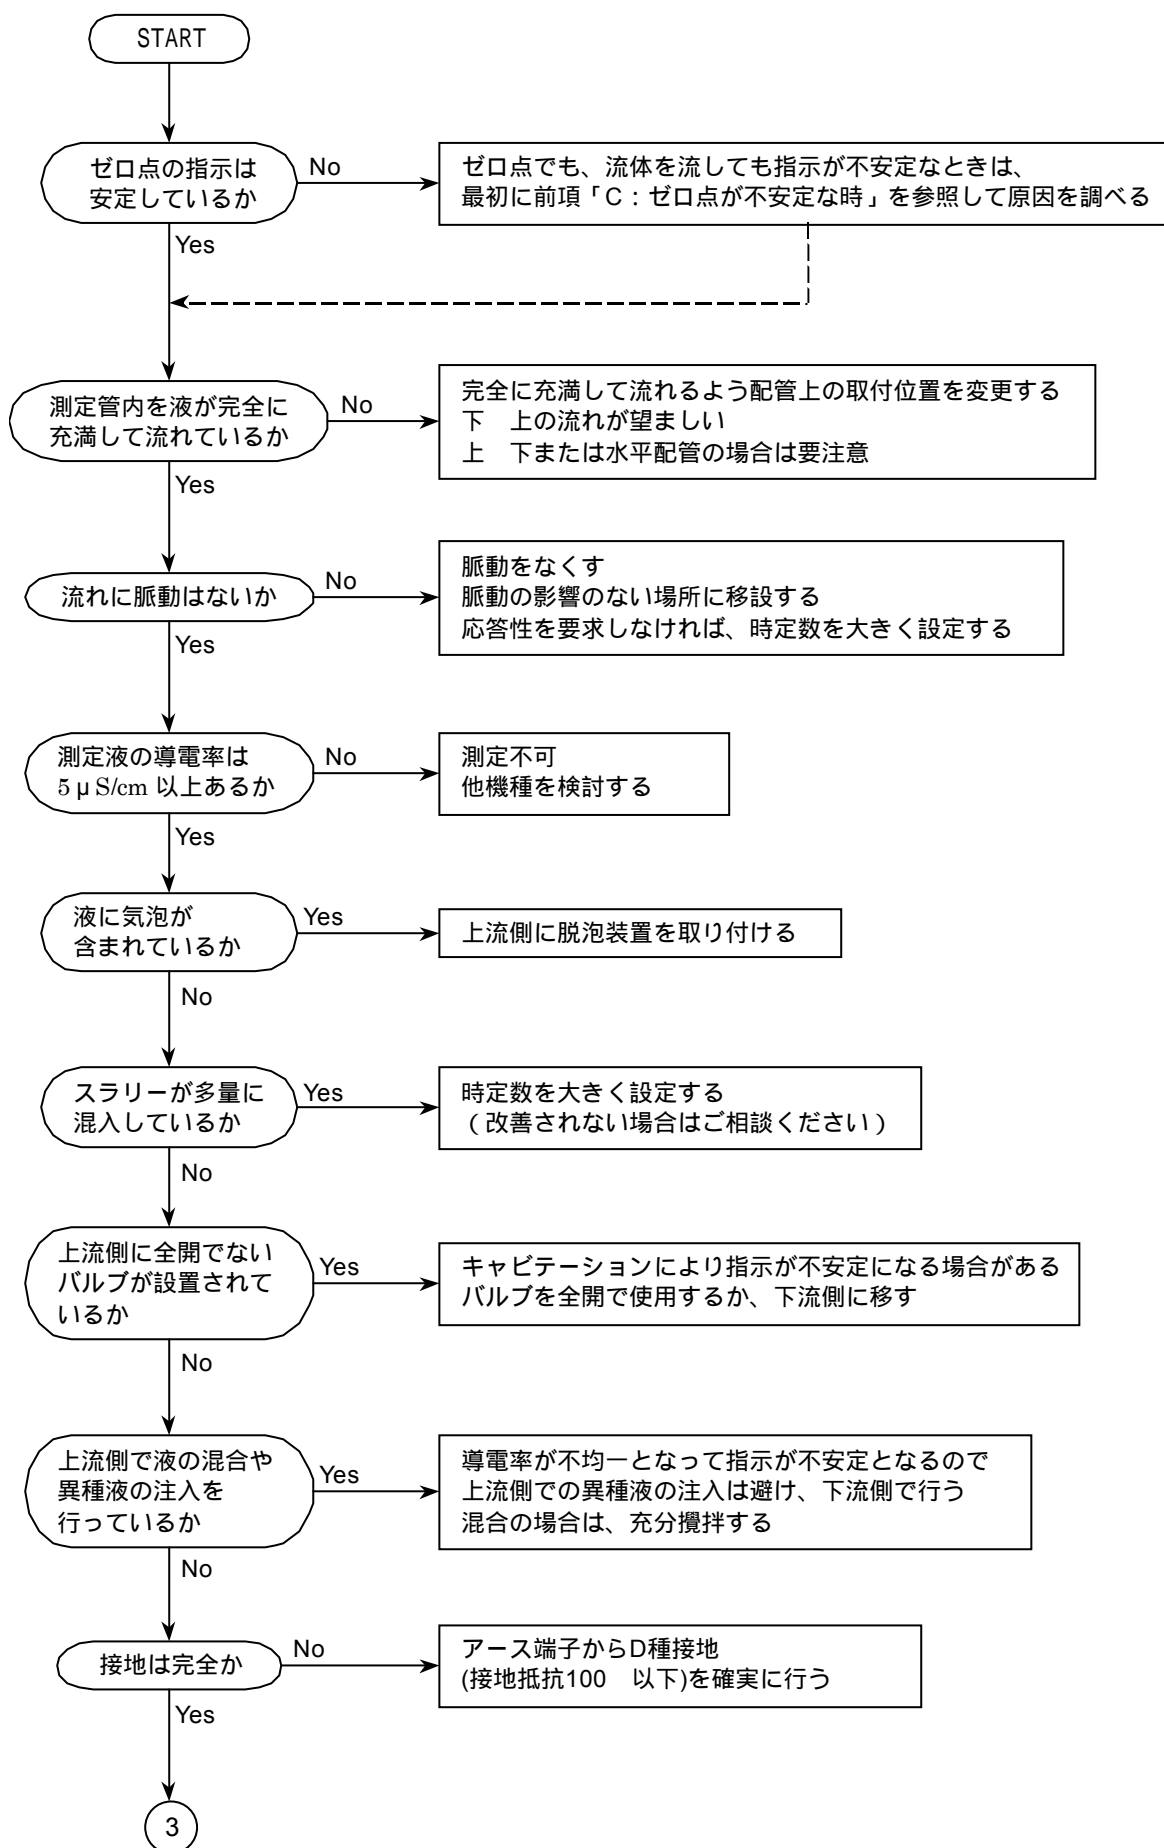 START
ゼロ点の指示は
安定しているか
No
ゼロ点でも、流体を流しても指示が不安定なときは、
最初に前項「C：ゼロ点が不安定な時」を参照して原因を調べる
Yes
測定管内を液が完全に
充満して流れているか
No
完全に充満して流れるよう配管上の取付位置を変更する
下　上の流れが望ましい
上　下または水平配管の場合は要注意
Yes
流れに脈動はないか
No
脈動をなくす
脈動の影響のない場所に移設する
応答性を要求しなければ、時定数を大きく設定する
Yes
測定液の導電率は
5μS/cm 以上あるか
No
測定不可
他機種を検討する
Yes
液に気泡が
含まれているか
Yes
上流側に脱泡装置を取り付ける
No
スラリーが多量に
混入しているか
Yes
時定数を大きく設定する
（改善されない場合はご相談ください）
No
上流側に全開でない
バルブが設置されて
いるか
Yes
キャビテーションにより指示が不安定になる場合がある
バルブを全開で使用するか、下流側に移す
No
上流側で液の混合や
異種液の注入を
行っているか
Yes
導電率が不均一となって指示が不安定となるので
上流側での異種液の注入は避け、下流側で行う
混合の場合は、充分攪拌する
No
接地は完全か
No
アース端子からD種接地
(接地抵抗100　以下)を確実に行う
Yes
3